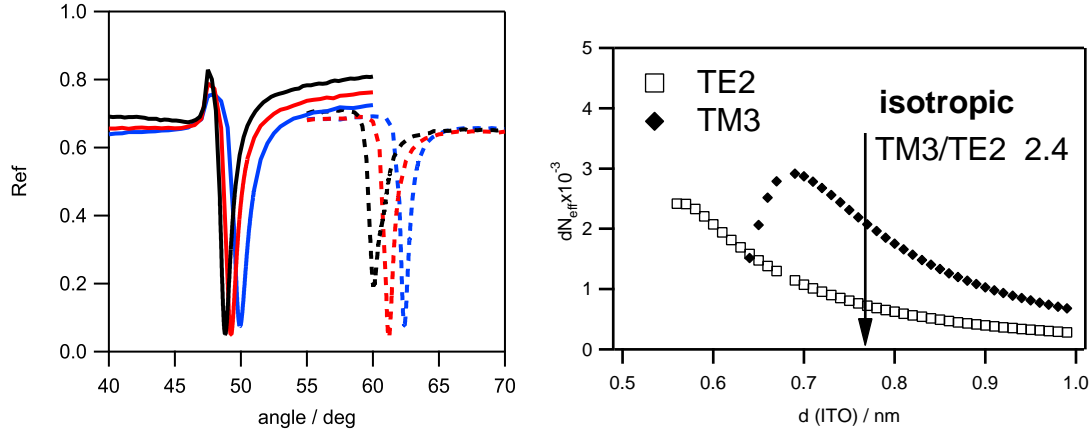 1.0
0.8
0.6
0.4
0.2
0.0
Ref
40 45 50 55 60 65 70
angle / deg
5
4
3
2
1
0
dNeffx10-3
TE2
TM3
isotropic
TM3/TE2 2.4
0.5 0.6 0.7 0.8 0.9 1.0
d (ITO) / nm